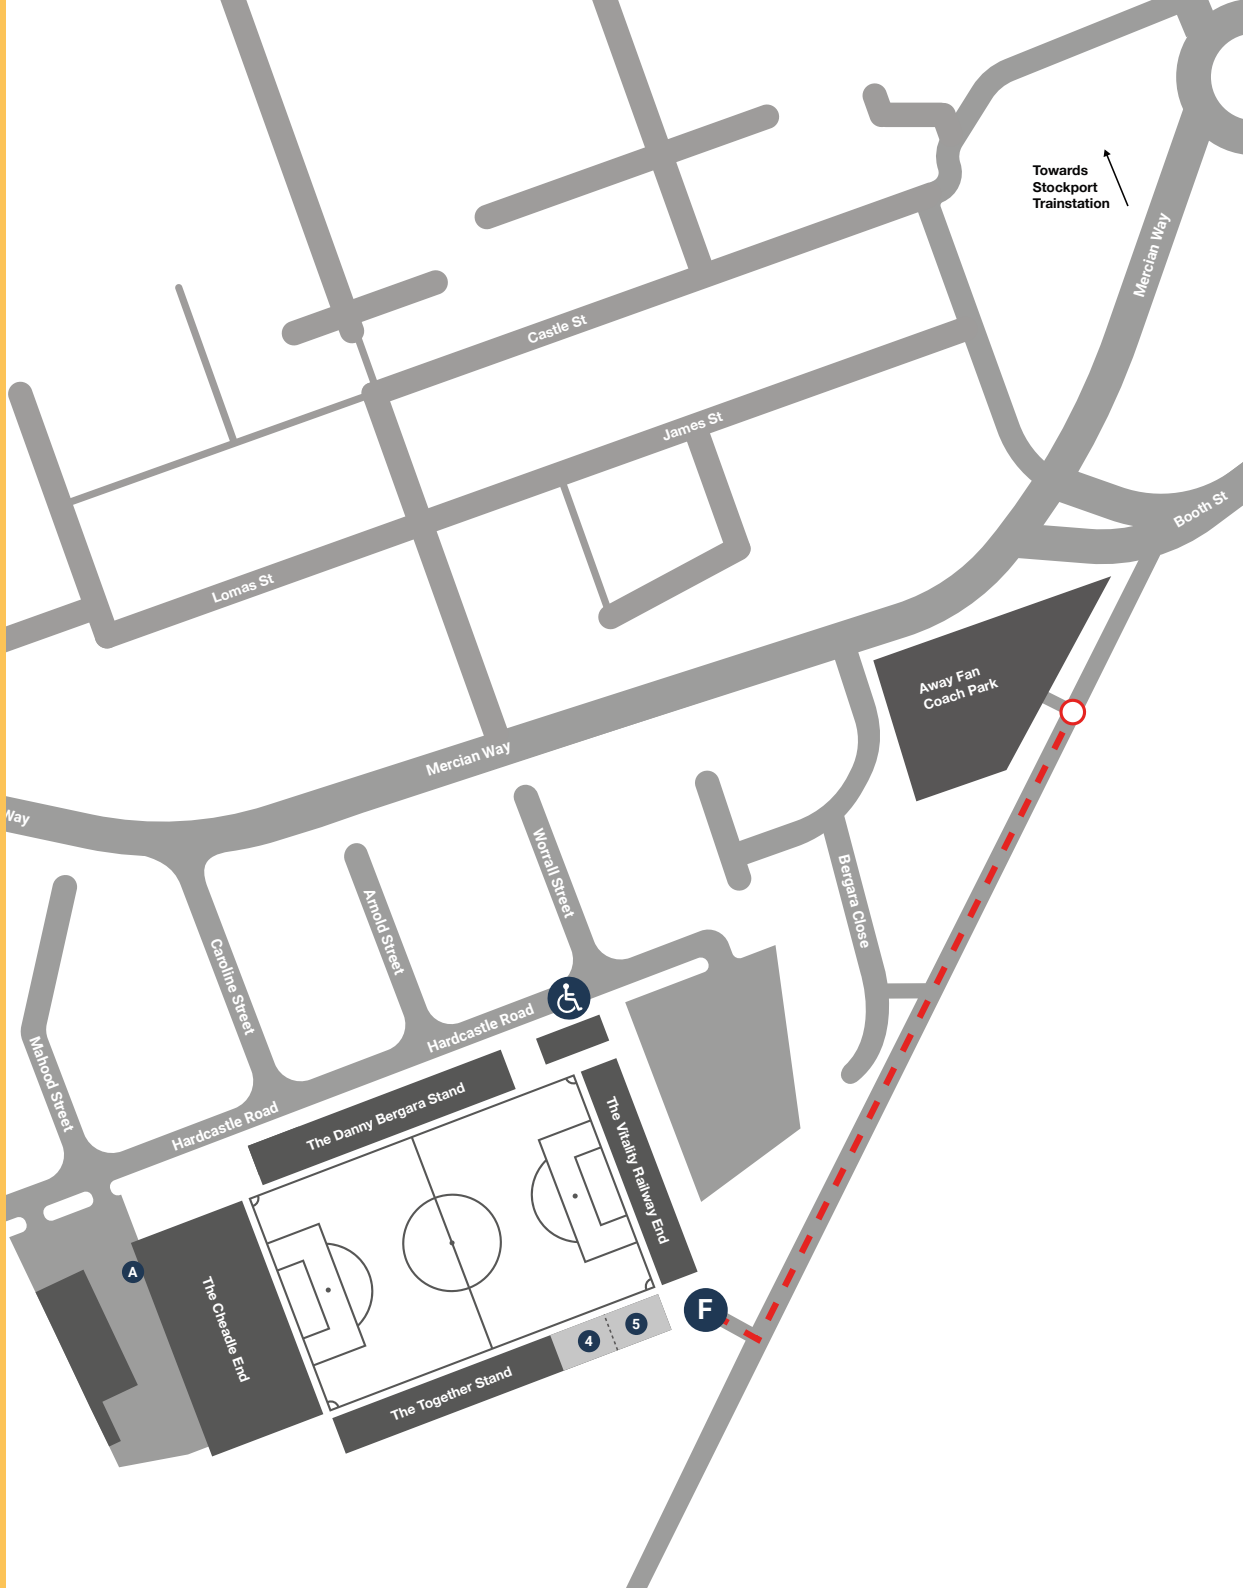 Towards
Stockport
Trainstation
Mercian Way
Castle St
James St
Booth St
Lomas St
Away Fan
Coach Park
Mercian Way
Way
Worrall Street
Bergara Close
Arnold Street
Caroline Street
Mahood Street
Hardcastle Road
Hardcastle Road
The Danny Bergara Stand
The Vitality Railway End
A
The Cheadle End
F
5
4
The Together Stand